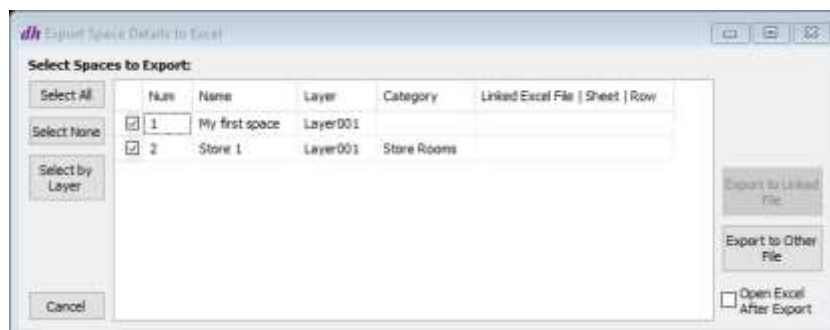 dh Export Space Details to Excel
Select Spaces to Export:
Select All
Select None
Select by
Layer
Cancel
Num Name Layer Category Linked Excel File | Sheet | Row
1 My first space Layer001
2 Store 1 Layer001 Store Rooms
Export to Linked
File
Export to Other
File
Open Excel
After Export